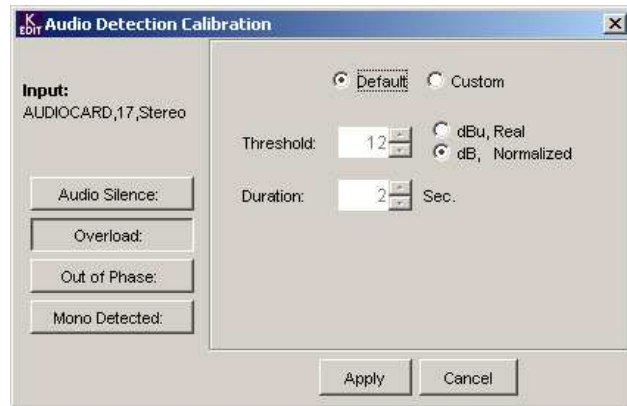 K EDIT Audio Detection Calibration
Input:
AUDIOCARD,17,Stereo
Audio Silence:
Overload:
Out of Phase:
Mono Detected:
Default Custom
Threshold: 12 dBu, Real
dB, Normalized
Duration: 2 Sec.
Apply Cancel